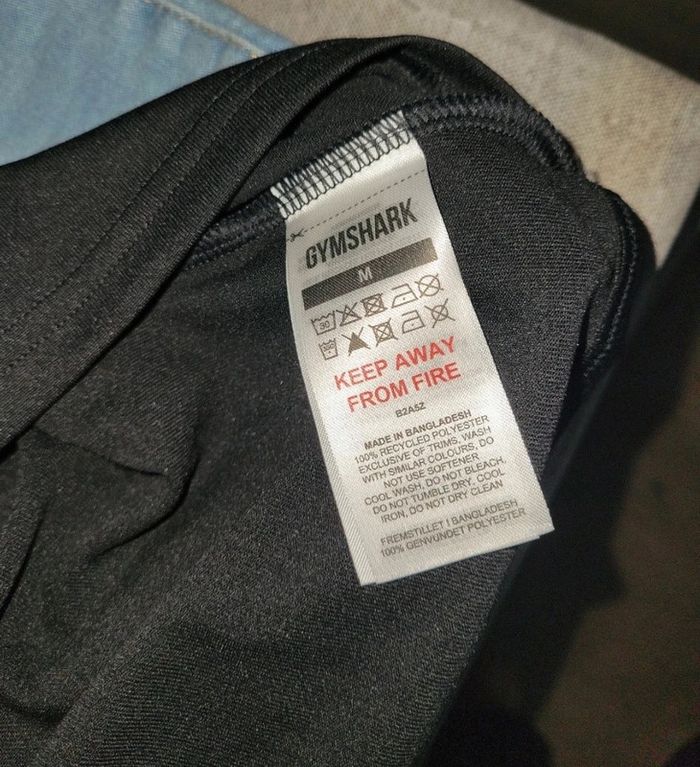 GYMSHARK
M
30
KEEP AWAY
FROM FIRE
B2A5Z
MADE IN BANGLADESH
100% RECYCLED POLYESTER
EXCLUSIVE OF TRIMS, WASH
WITH SIMILAR COLOURS, DO
NOT USE SOFTENER
COOL WASH, DO NOT BLEACH,
DO NOT TUMBLE DRY, COOL
IRON, DO NOT DRY CLEAN
FREMSTILLET I BANGLADESH
100% GENVUNDET POLYESTER